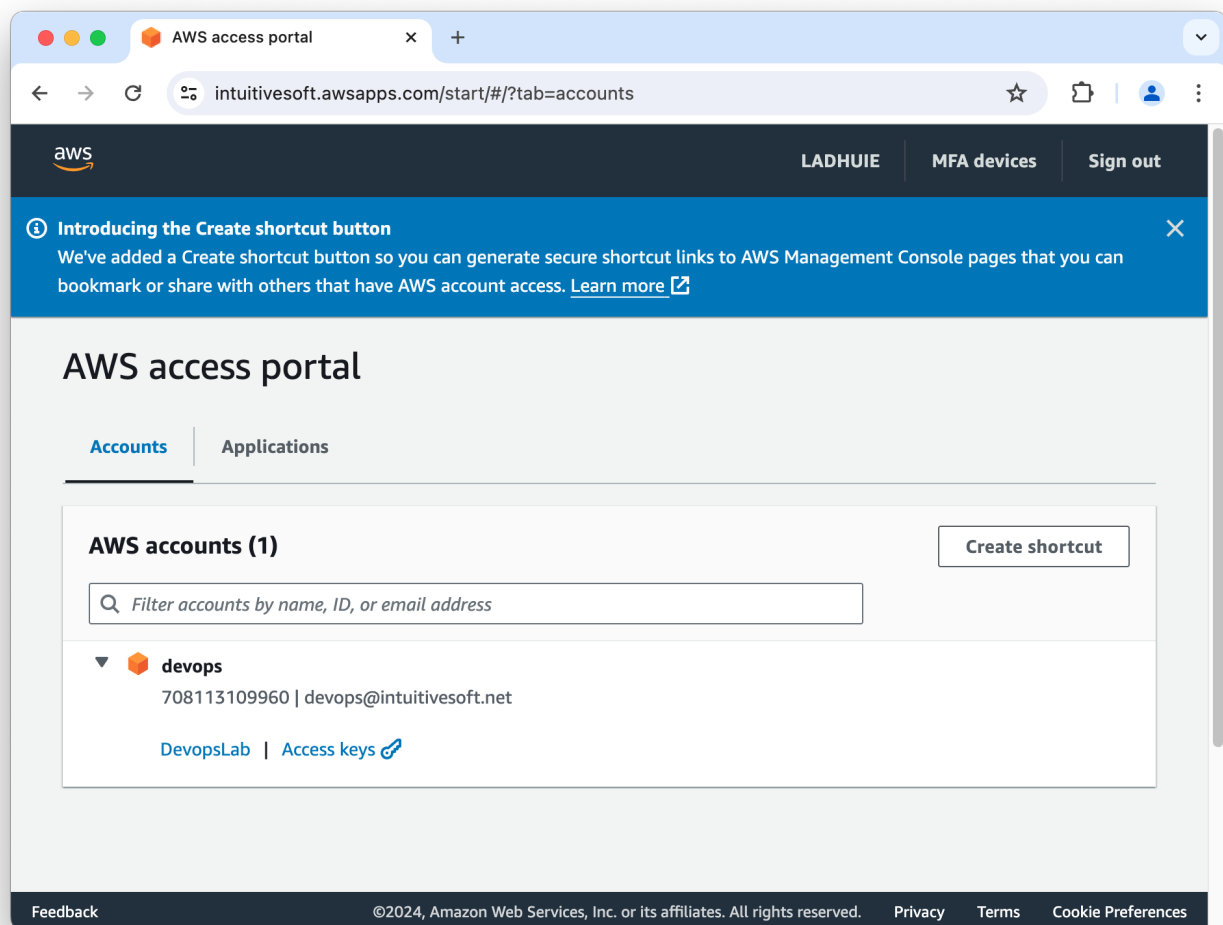 AWS access portal
intuitivesoft.awsapps.com/start/#/?tab=accounts
aws
LADHUIE
MFA devices
Sign out
Introducing the Create shortcut button
We've added a Create shortcut button so you can generate secure shortcut links to AWS Management Console pages that you can
bookmark or share with others that have AWS account access. Learn more
AWS access portal
Accounts
Applications
AWS accounts (1)
Create shortcut
Filter accounts by name, ID, or email address
devops
708113109960 | devops@intuitivesoft.net
DevopsLab | Access keys
Feedback
©2024, Amazon Web Services, Inc. or its affiliates. All rights reserved.
Privacy
Terms
Cookie Preferences